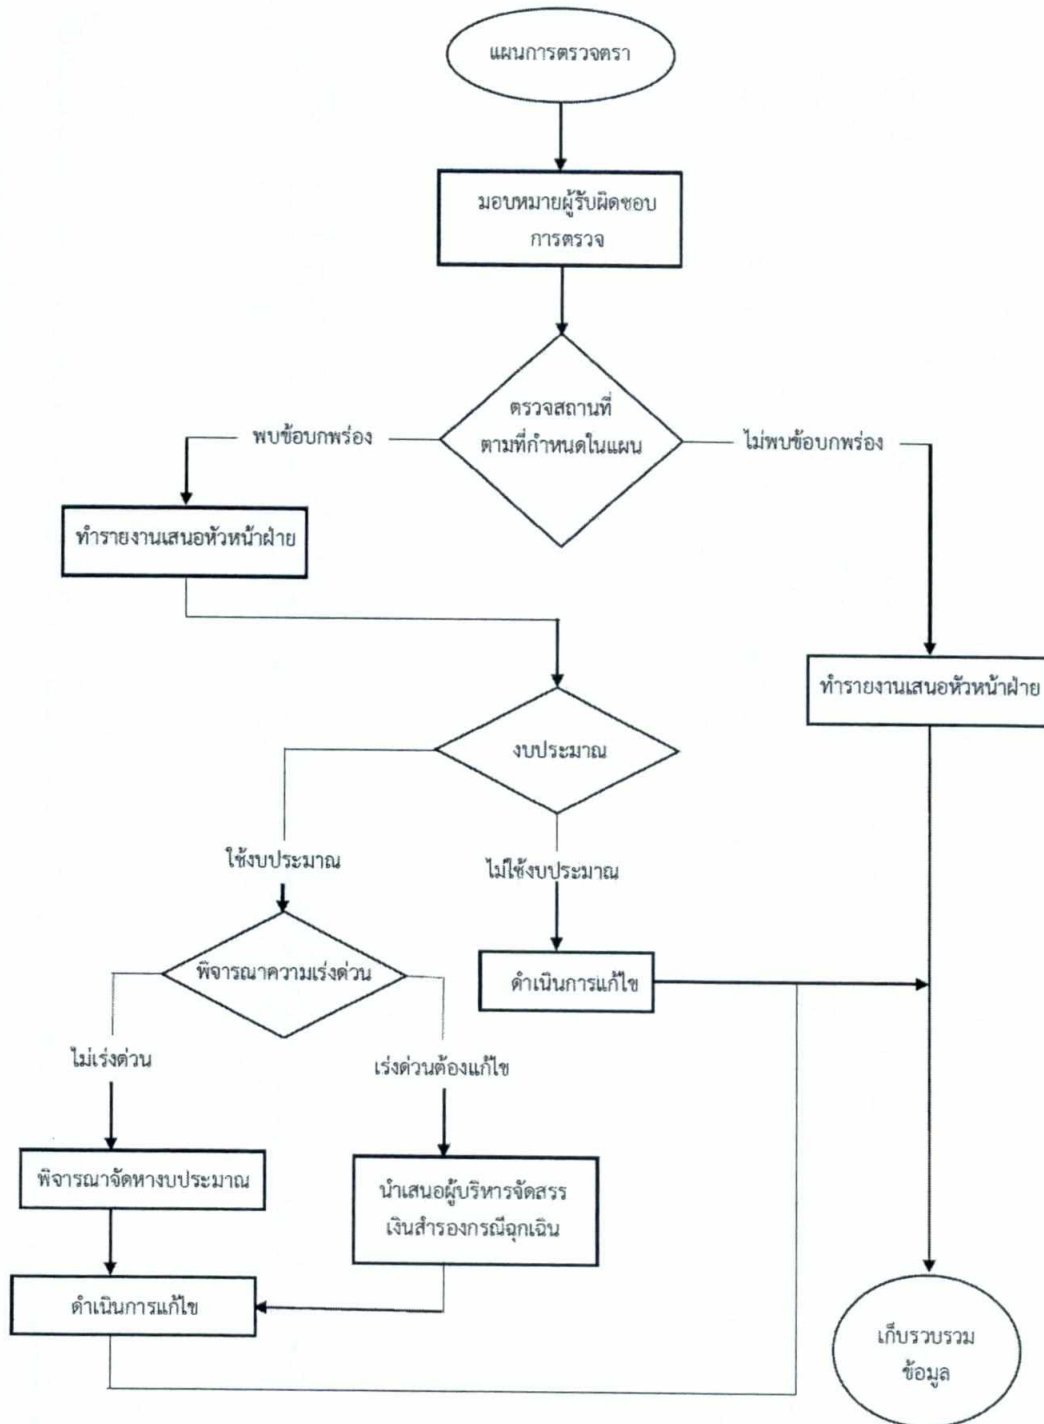 แผนการตรวจตรา
มอบหมายผู้รับผิดชอบ
การตรวจ
ตรวจสถานที่
ตามที่กำหนดในแผน
พบข้อบกพร่อง
ไม่พบข้อบกพร่อง
ทำรายงานเสนอหัวหน้าฝ่าย
ทำรายงานเสนอหัวหน้าฝ่าย
งบประมาณ
ใช้งบประมาณ
ไม่ใช้งบประมาณ
พิจารณาความเร่งด่วน
ดำเนินการแก้ไข
ไม่เร่งด่วน
เร่งด่วนต้องแก้ไข
พิจารณาจัดหางบประมาณ
นำเสนอผู้บริหารจัดสรร
เงินสำรองกรณีฉุกเฉิน
ดำเนินการแก้ไข
เก็บรวบรวม
ข้อมูล